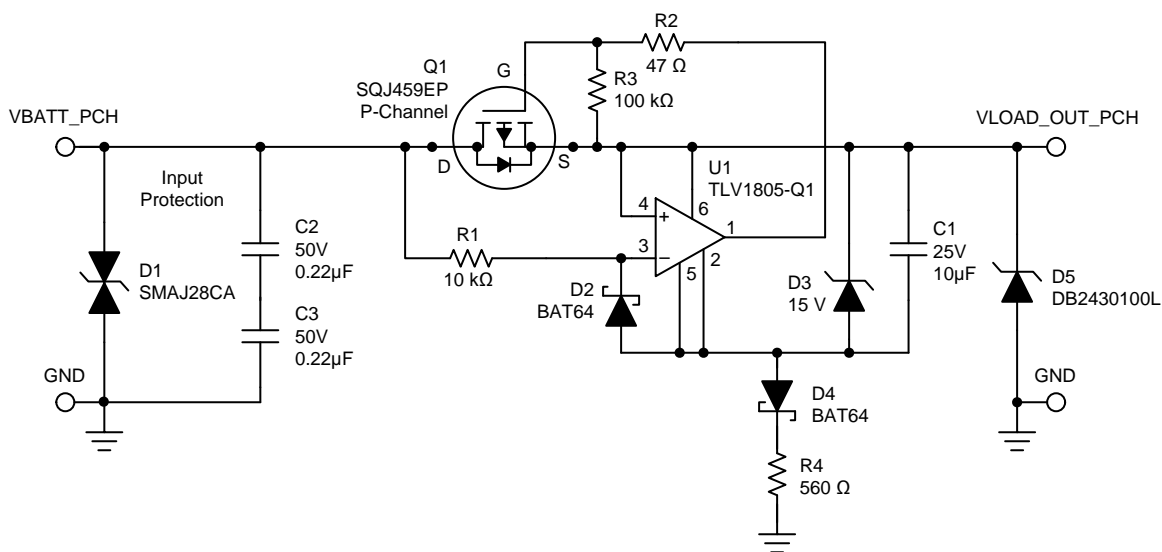 R2
47 Ω
Q1
SQJ459EP
P-Channel
G
R3
100 kΩ
VBATT_PCH
VLOAD_OUT_PCH
D
S
Input
Protection
U1
TLV1805-Q1
4
+
6
1
3
−
2
5
R1
10 kΩ
C2
50V
0.22µF
C1
25V
10µF
D1
SMAJ28CA
D2
BAT64
D3
15 V
D5
DB2430100L
C3
50V
0.22µF
GND
GND
D4
BAT64
R4
560 Ω